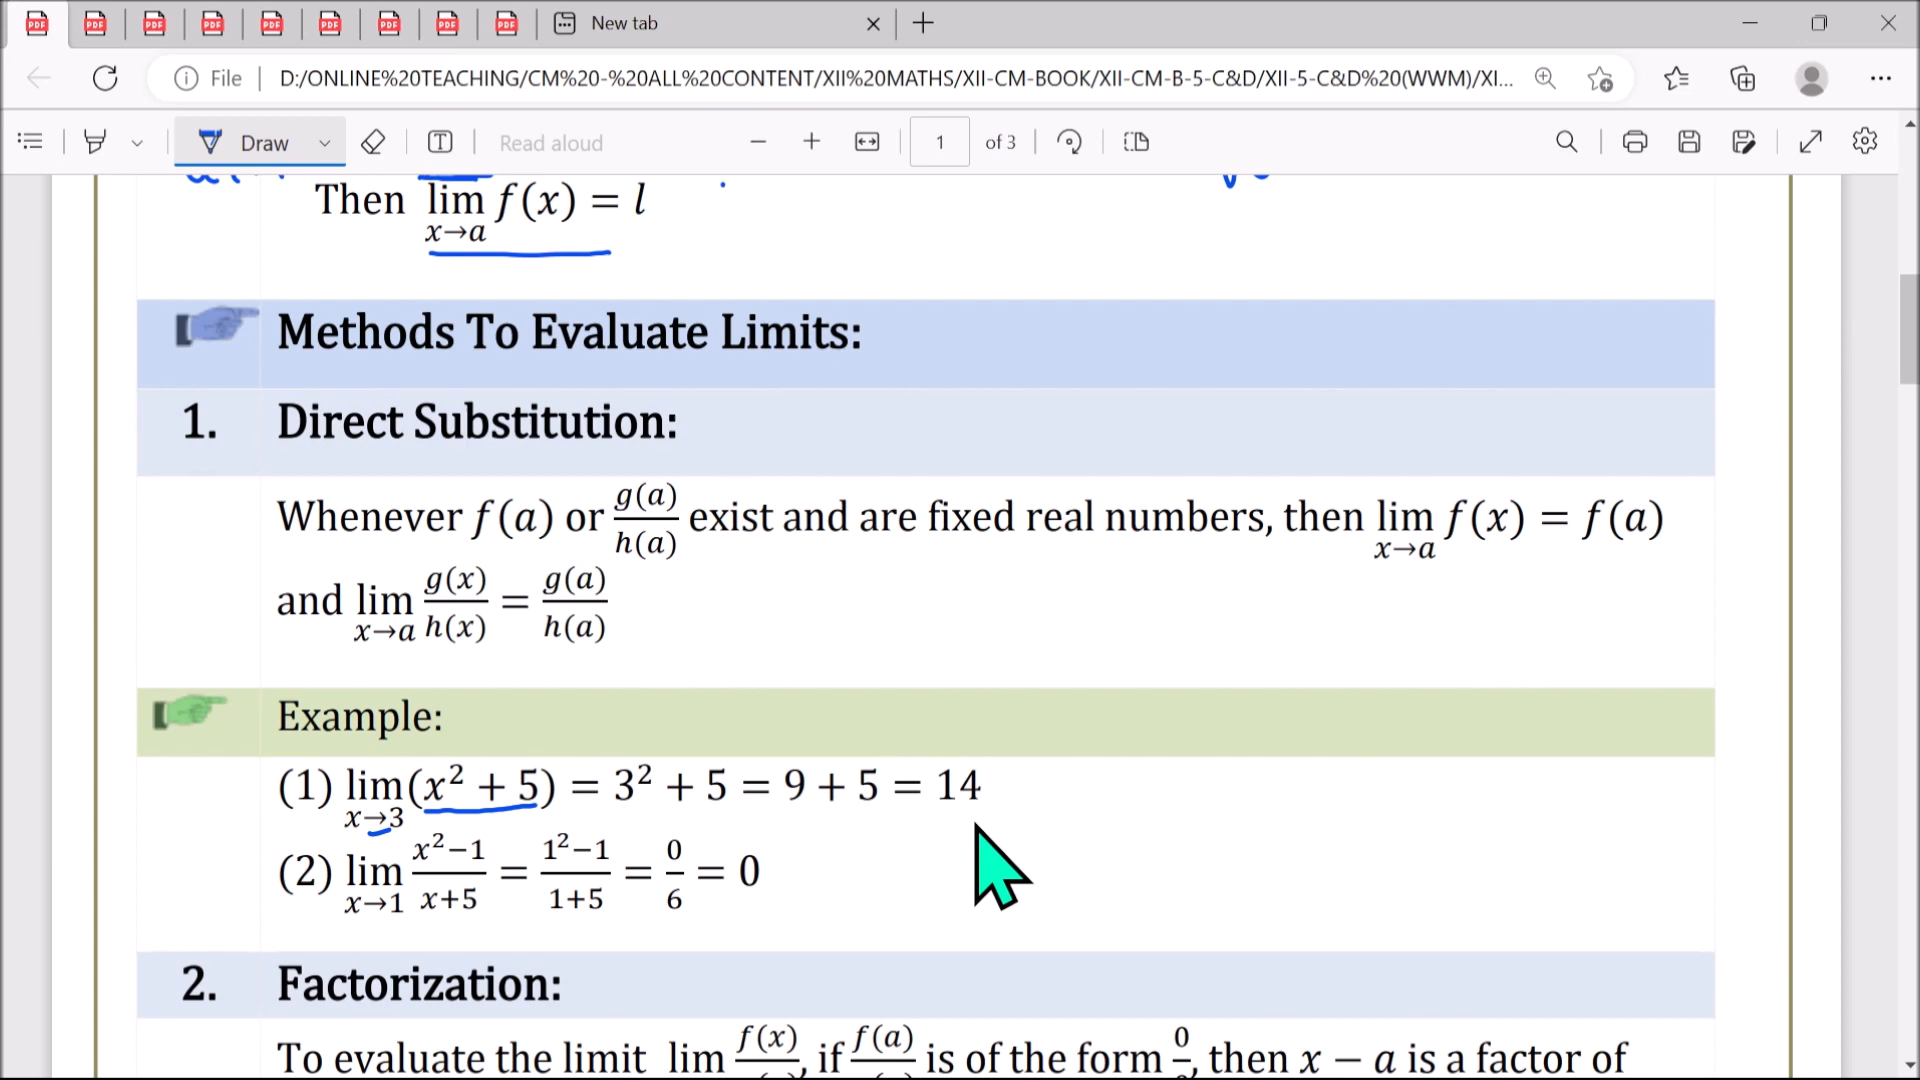 New tab
File | D:/ONLINE%20TEACHING/CM%20-%20ALL%20CONTENT/XII%20MATHS/XII-CM-BOOK/XII-CM-B-5-C&D/XII-5-C&D%20(WWM)/XI...
Draw Read aloud 1 of 3
Then lim f(x) = l
x→a
Methods To Evaluate Limits:
1. Direct Substitution:
Whenever f(a) or g(a)/h(a) exist and are fixed real numbers, then lim x→a f(x) = f(a)
and lim x→a g(x)/h(x) = g(a)/h(a)
Example:
(1) lim x→3 (x² + 5) = 3² + 5 = 9 + 5 = 14
(2) lim x→1 x²−1/x+5 = 1²−1/1+5 = 0/6 = 0
2. Factorization:
To evaluate the limit lim f(x) , if f(a) is of the form 0 , then x − a is a factor of